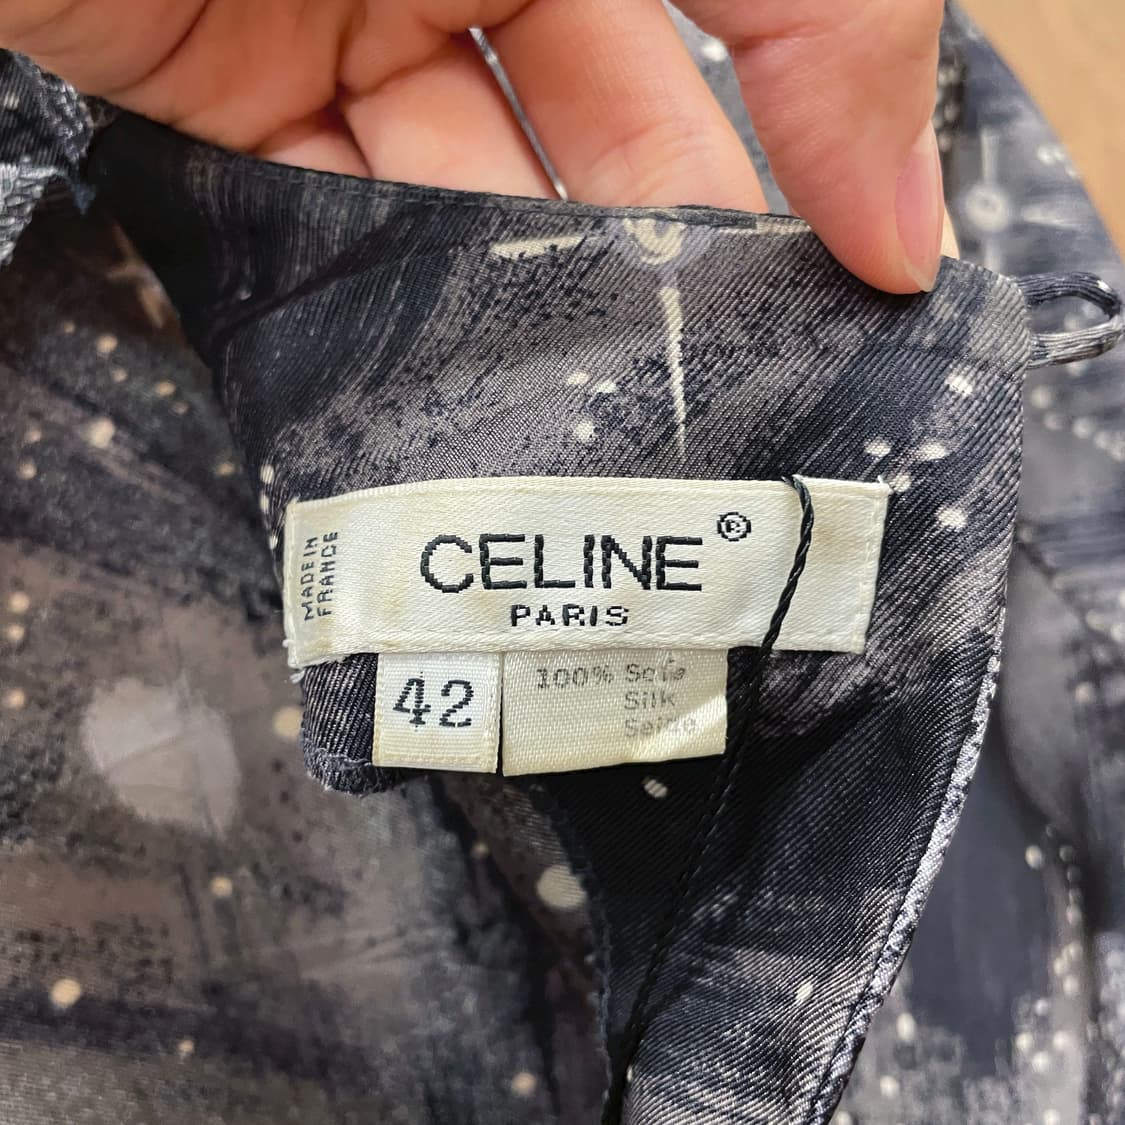 MADE IN
FRANCE
CELINE®
PARIS
42
100% Soie
Silk
Seide